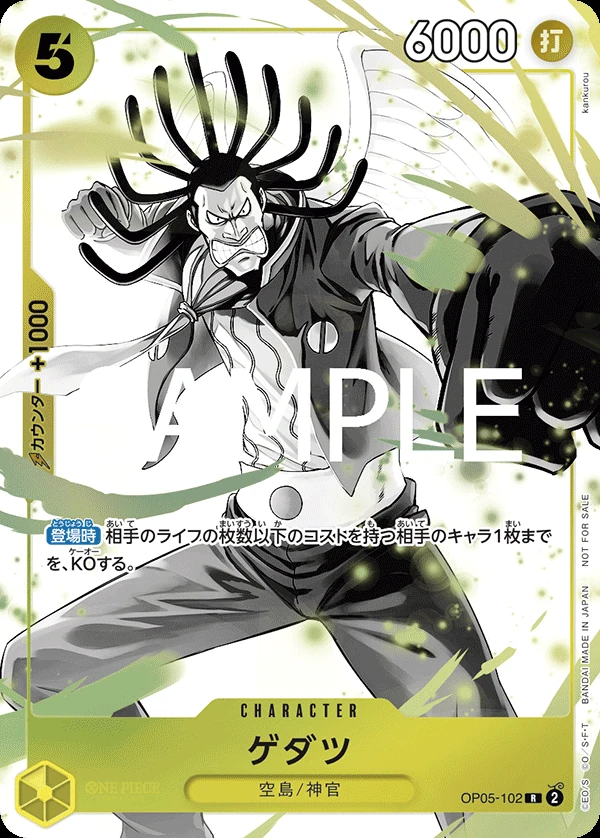 5
6000
打
kankurou
カウンター +1000
SAMPLE
登場時 相手のライフの枚数以下のコストを持つ相手のキャラ1枚まで
を、KOする。
CHARACTER
ゲダツ
ONE PIECE
空島/神官
OP05-102 R 2
©E.O/S ©O/S・F・T BANDAI MADE IN JAPAN NOT FOR SALE